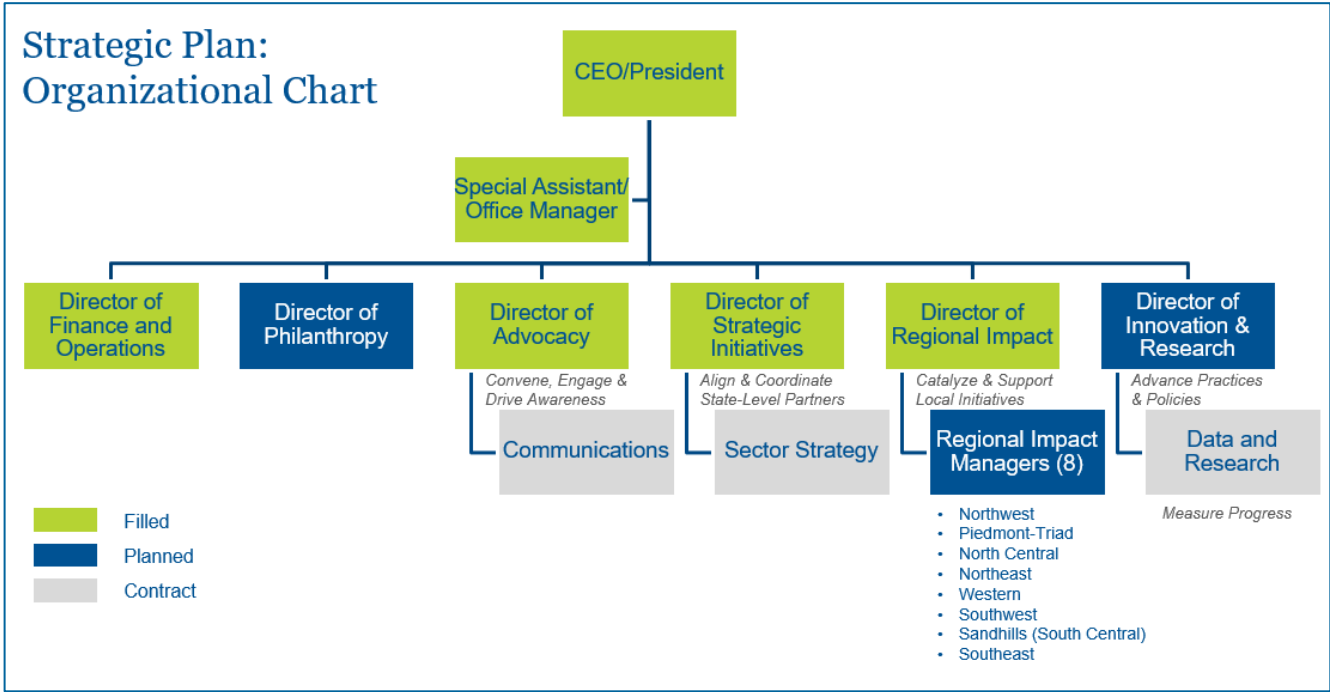 Strategic Plan:
Organizational Chart
CEO/President
Special Assistant/
Office Manager
Director of
Finance and
Operations
Director of
Philanthropy
Director of
Advocacy
Director of
Strategic
Initiatives
Director of
Regional Impact
Director of
Innovation &
Research
Convene, Engage &
Drive Awareness
Align & Coordinate
State-Level Partners
Catalyze & Support
Local Initiatives
Advance Practices
& Policies
Communications
Sector Strategy
Regional Impact
Managers (8)
Data and
Research
• Northwest
• Piedmont-Triad
• North Central
• Northeast
• Western
• Southwest
• Sandhills (South Central)
• Southeast
Measure Progress
Filled
Planned
Contract